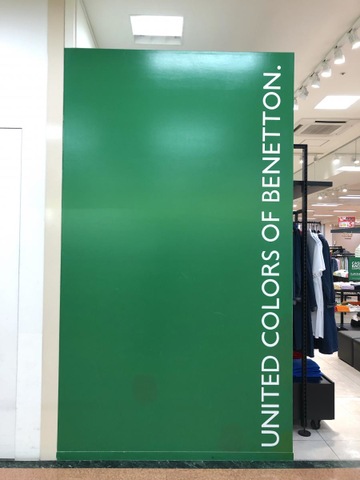 UNITED COLORS OF BENETTON.